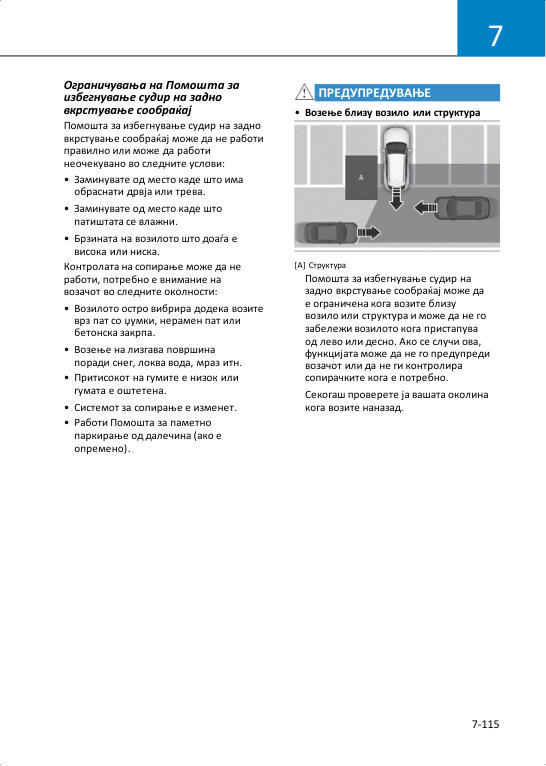 7
Ограничувања на Помошта за
избегнување судир на задно
вкрстување сообраќај
Помошта за избегнување судир на задно
вкрстување сообраќај може да не работи
правилно или може да работи
неочекувано во следните услови:
• Заминувате од место каде што има
обраснати дрвја или трева.
• Заминувате од место каде што
патиштата се влажни.
• Брзината на возилото што доаѓа е
висока или ниска.
Контролата на сопирање може да не
работи, потребно е внимание на
возачот во следните околности:
• Возилото остро вибрира додека возите
врз пат со џумки, нерамен пат или
бетонска закрпа.
• Возење на лизгава површина
поради снег, локва вода, мраз итн.
• Притисокот на гумите е низок или
гумата е оштетена.
• Системот за сопирање е изменет.
• Работи Помошта за паметно
паркирање од далечина (ако е
опремено).
ПРЕДУПРЕДУВАЊЕ
• Возење близу возило или структура
A
[A] Структура
Помошта за избегнување судир на
задно вкрстување сообраќај може да
е ограничена кога возите близу
возило или структура и може да не го
забележи возилото кога пристапува
од лево или десно. Ако се случи ова,
функцијата може да не го предупреди
возачот или да не ги контролира
сопирачките кога е потребно.
Секогаш проверете ја вашата околина
кога возите наназад.
7-115